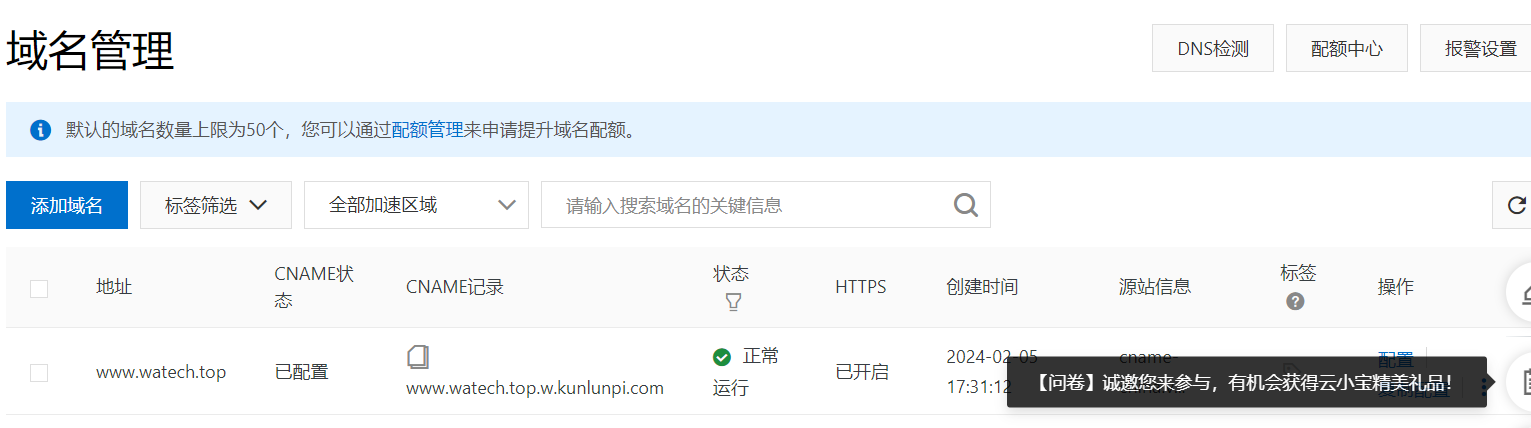 域名管理
DNS检测
配额中心
报警设置
默认的域名数量上限为50个，您可以通过配额管理来申请提升域名配额。
添加域名
标签筛选
全部加速区域
请输入搜索域名的关键信息
地址
CNAME状
态
CNAME记录
状态
HTTPS
创建时间
源站信息
标签
操作
www.watech.top
已配置
www.watech.top.w.kunlunpi.com
正常
运行
已开启
2024-02-05
17:31:12
cname-
配置
复制配置
【问卷】诚邀您来参与，有机会获得云小宝精美礼品！